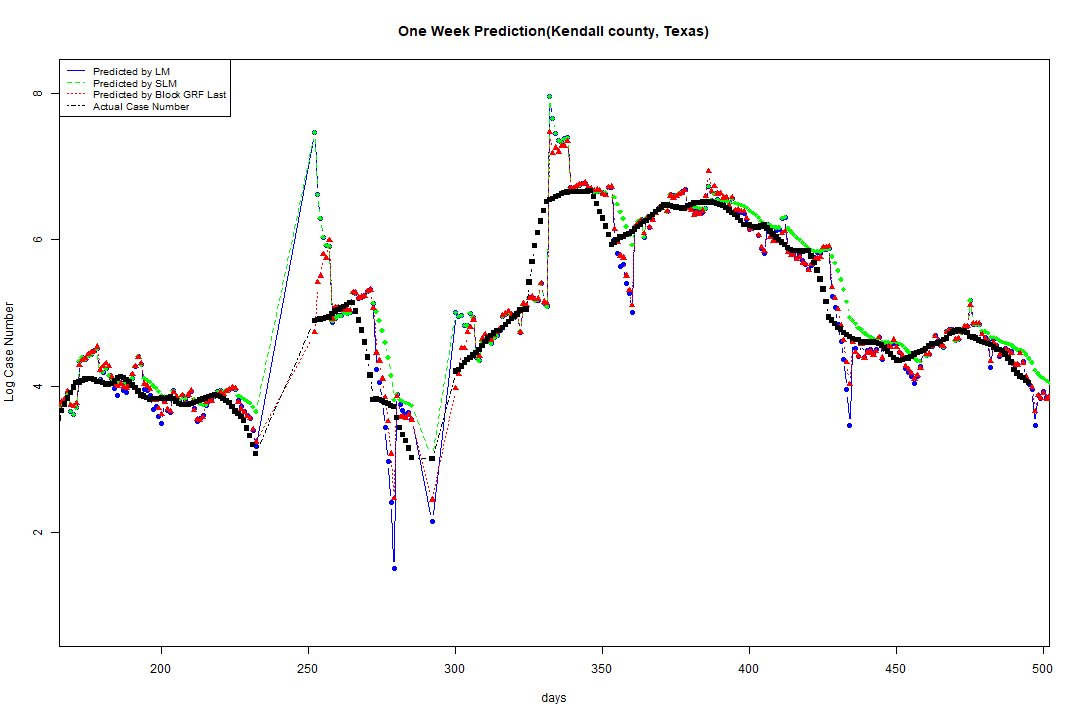 One Week Prediction(Kendall county, Texas)
Predicted by LM
Predicted by SLM
Predicted by Block GRF Last
Actual Case Number
Log Case Number
8
6
4
2
200 250 300 350 400 450 500
days